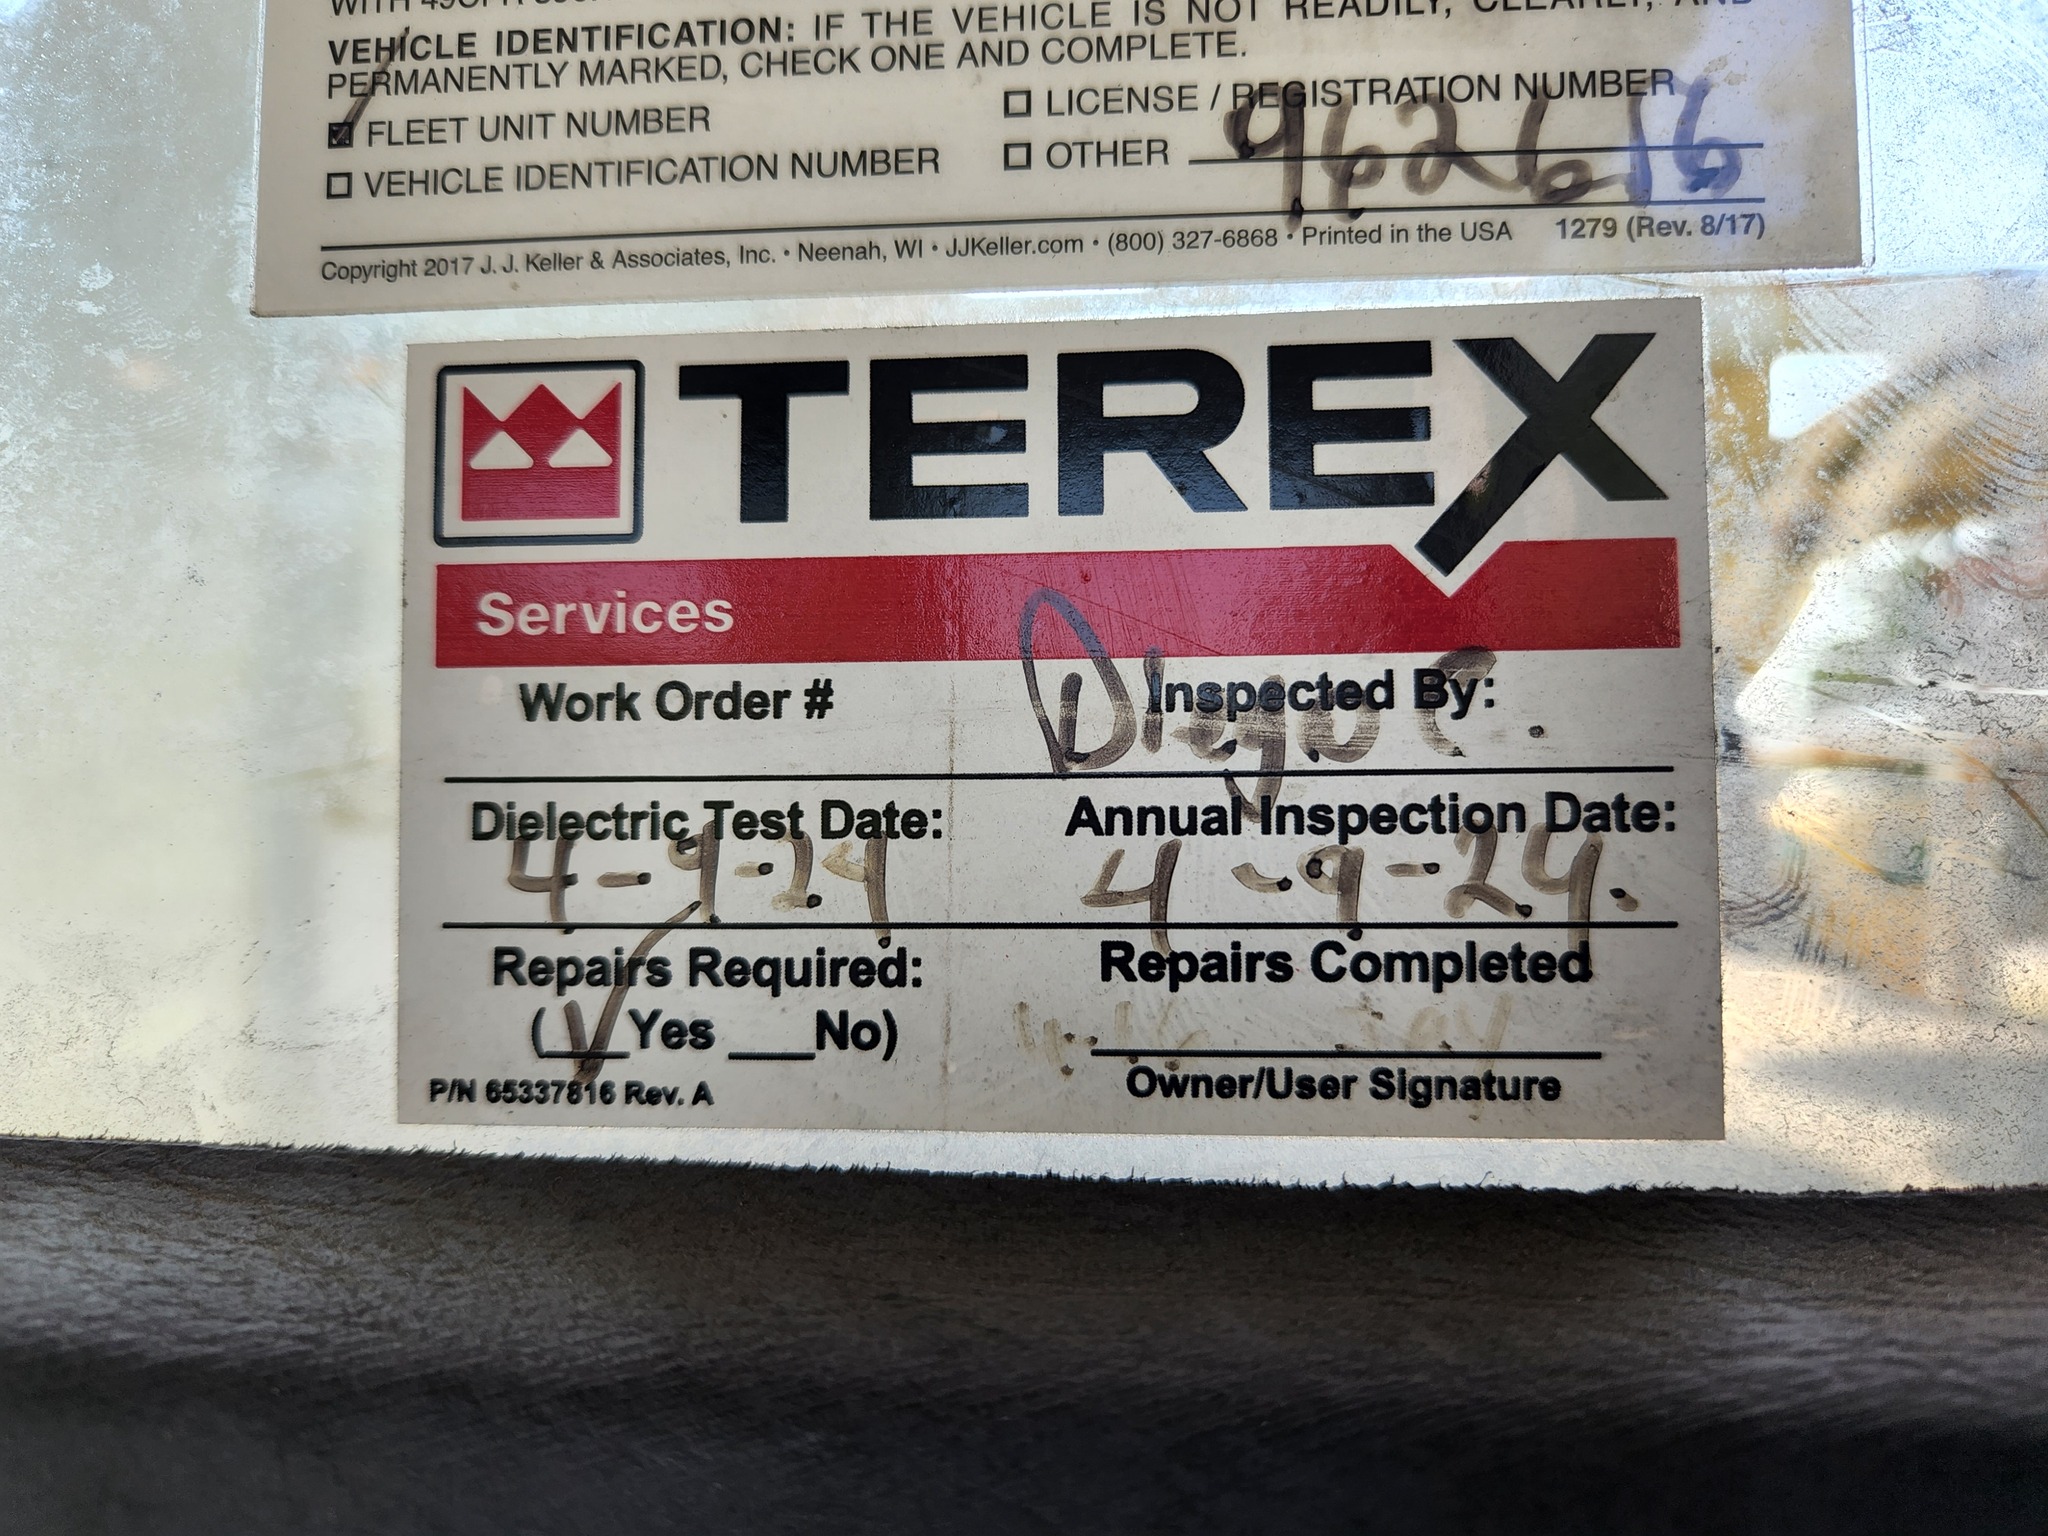 VEHICLE IDENTIFICATION: IF THE VEHICLE IS NOT READILY, CLEARLY, AND
PERMANENTLY MARKED, CHECK ONE AND COMPLETE.
FLEET UNIT NUMBER
LICENSE / REGISTRATION NUMBER
VEHICLE IDENTIFICATION NUMBER
OTHER 962616
Copyright 2017 J. J. Keller & Associates, Inc. • Neenah, WI • JJKeller.com • (800) 327-6868 • Printed in the USA 1279 (Rev. 8/17)
TEREX
Services
Work Order #
Inspected By:
Diego C.
Dielectric Test Date:
Annual Inspection Date:
4-9-24
4-9-24.
Repairs Required:
Repairs Completed
(___Yes ___No)
P/N 65337816 Rev. A
Owner/User Signature